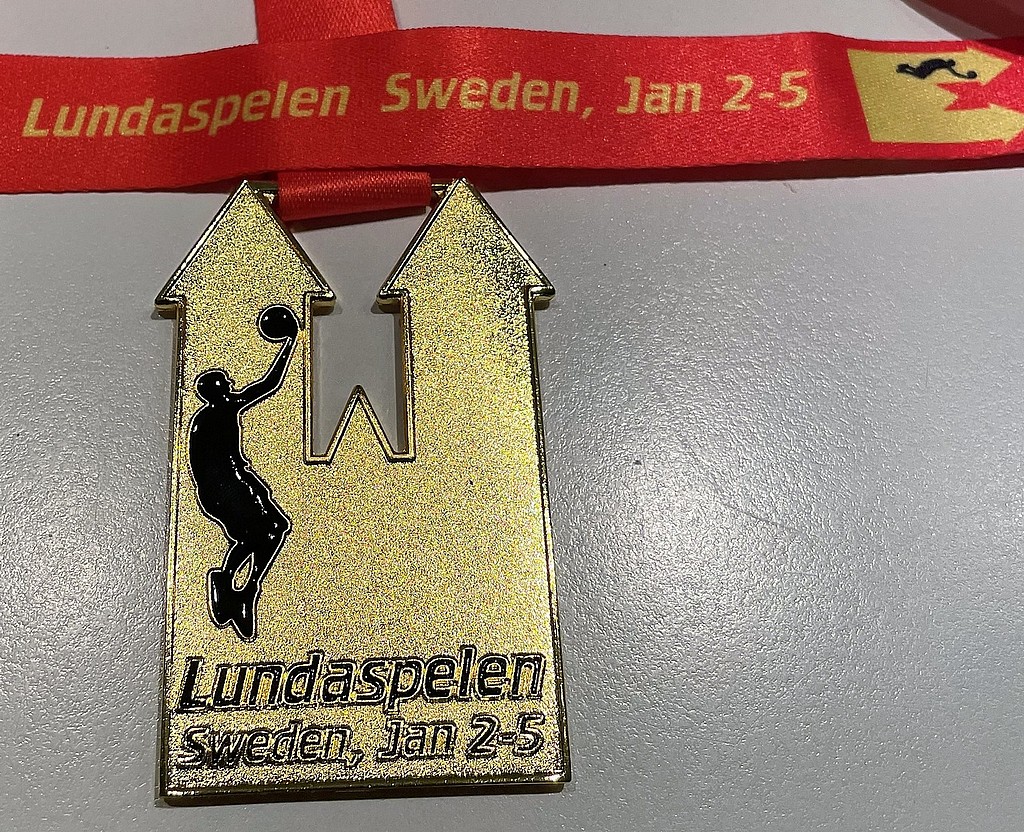 Lundaspelen Sweden, Jan 2-5
Lundaspelen
Sweden, Jan 2-5